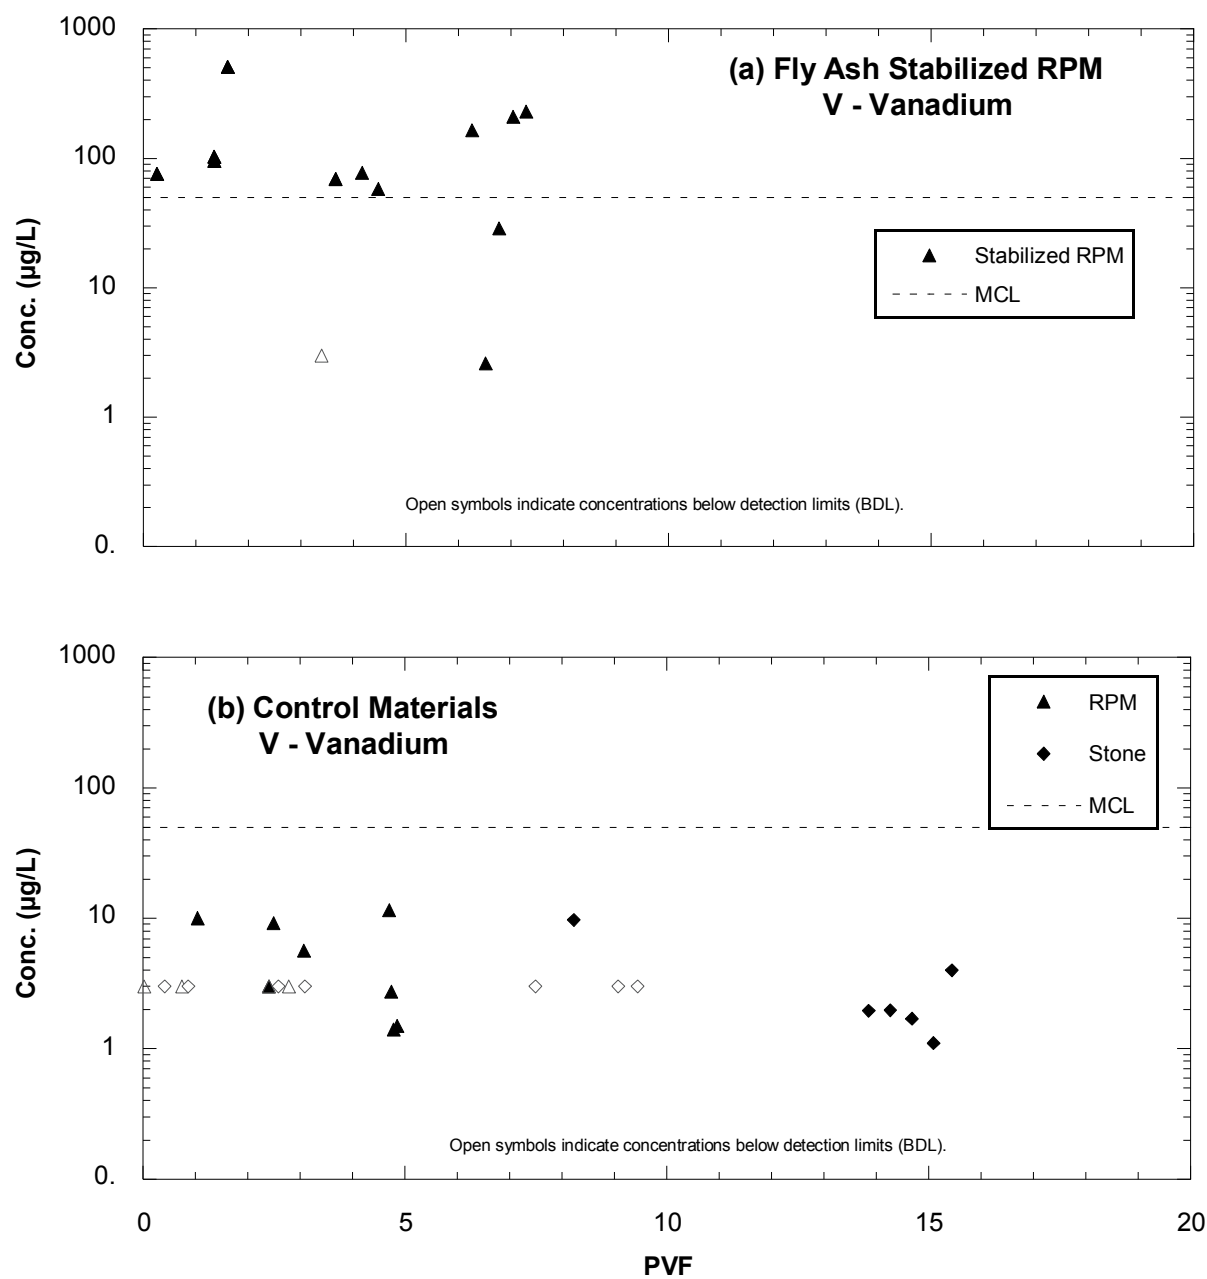 1000
100
10
1
0.
Conc. (µg/L)
(a) Fly Ash Stabilized RPM
V - Vanadium
Stabilized RPM
MCL
Open symbols indicate concentrations below detection limits (BDL).
1000
100
10
1
0.
Conc. (µg/L)
(b) Control Materials
V - Vanadium
RPM
Stone
MCL
Open symbols indicate concentrations below detection limits (BDL).
0 5 10 15 20
PVF